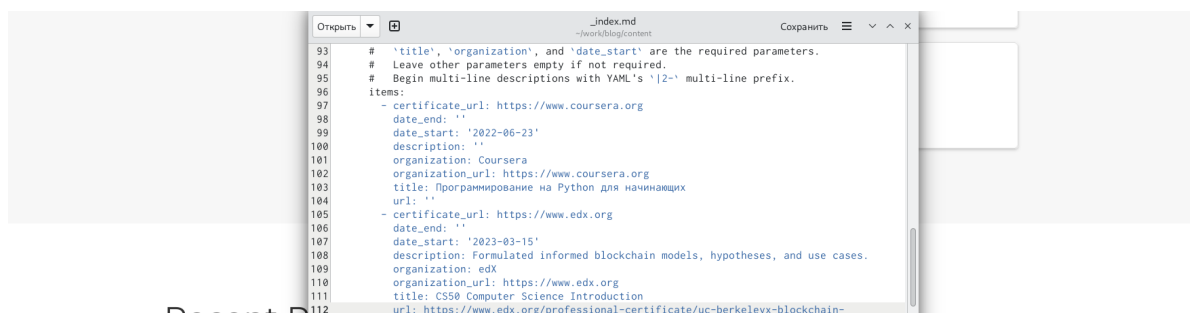 Открыть
_index.md
~/work/blog/content
Сохранить
93 # `title`, `organization`, and `date_start` are the required parameters.
94 # Leave other parameters empty if not required.
95 # Begin multi-line descriptions with YAML's `|2-` multi-line prefix.
96 items:
97 - certificate_url: https://www.coursera.org
98 date_end: ''
99 date_start: '2022-06-23'
100 description: ''
101 organization: Coursera
102 organization_url: https://www.coursera.org
103 title: Программирование на Python для начинающих
104 url: ''
105 - certificate_url: https://www.edx.org
106 date_end: ''
107 date_start: '2023-03-15'
108 description: Formulated informed blockchain models, hypotheses, and use cases.
109 organization: edX
110 organization_url: https://www.edx.org
111 title: CS50 Computer Science Introduction
112 url: https://www.edx.org/professional-certificate/uc-berkeleyx-blockchain-